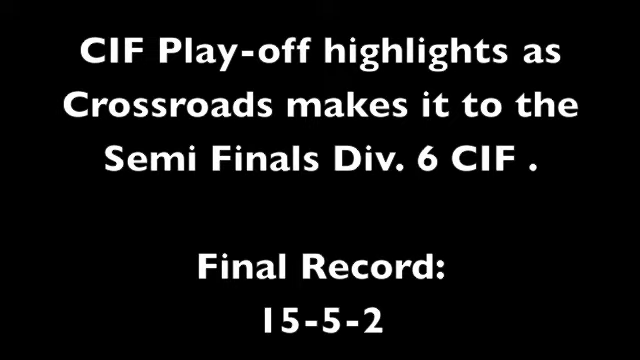 CIF Play-off highlights as
Crossroads makes it to the
Semi Finals Div. 6 CIF .
Final Record:
15-5-2